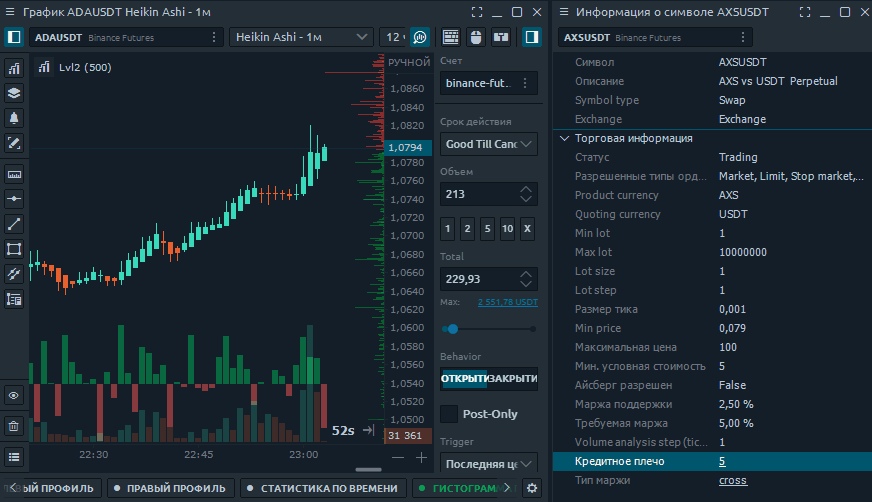 График ADAUSDT Heikin Ashi - 1м
ADAUSDT Binance Futures
Heikin Ashi - 1м
12
Lvl2 (500)
РУЧНОЙ
1,0860
1,0840
1,0820
1,0794
1,0780
1,0760
1,0740
1,0720
1,0700
1,0680
1,0660
1,0640
1,0620
1,0600
1,0580
1,0560
1,0540
1,0520
1,0500
31 361
52s
22:30
22:45
23:00
Счет
binance-fut..
Срок действия
Good Till Canc
Объем
213
1 2 5 10 X
Total
229,93
Max: 2 551,78 USDT
Behavior
ОТКРЫТИ ЗАКРЫТИ
Post-Only
Trigger
Последняя це
ЕВЫЙ ПРОФИЛЬ
ПРАВЫЙ ПРОФИЛЬ
СТАТИСТИКА ПО ВРЕМЕНИ
ГИСТОГРАМ
Информация о символе AXSUSDT
AXSUSDT Binance Futures
Символ AXSUSDT
Описание AXS vs USDT Perpetual
Symbol type Swap
Exchange Exchange
Торговая информация
Статус Trading
Разрешенные типы орд... Market, Limit, Stop market,...
Product currency AXS
Quoting currency USDT
Min lot 1
Max lot 10000000
Lot size 1
Lot step 1
Размер тика 0,001
Min price 0,079
Максимальная цена 100
Мин. условная стоимость 5
Айсберг разрешен False
Маржа поддержки 2,50 %
Требуемая маржа 5,00 %
Volume analysis step (tic... 1
Кредитное плечо 5
Тип маржи cross